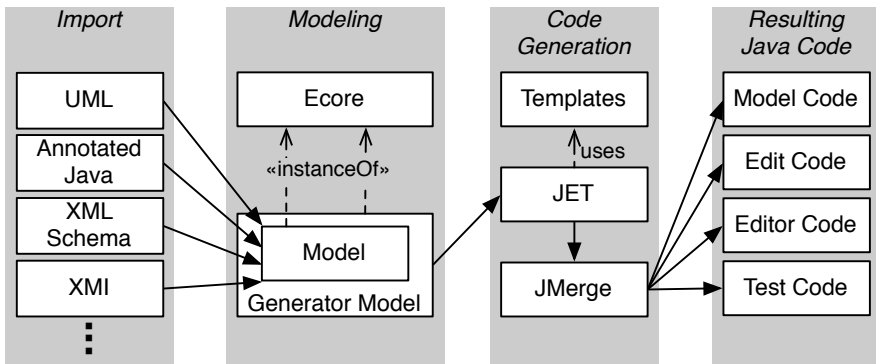 Import
UML
Annotated
Java
XML
Schema
XMI
Modeling
Ecore
«instanceOf»
Model
Generator Model
Code
Generation
Templates
uses
JET
JMerge
Resulting
Java Code
Model Code
Edit Code
Editor Code
Test Code